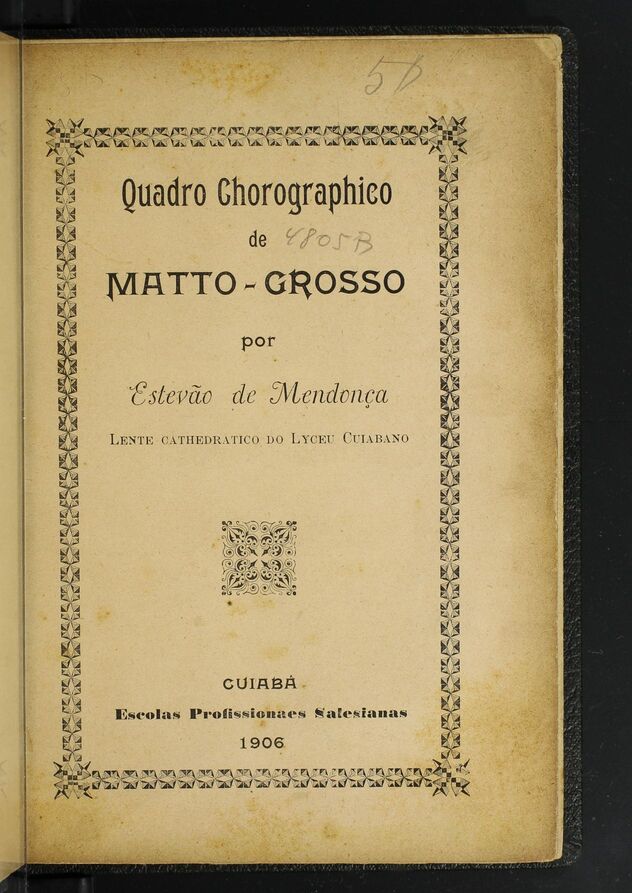 Quadro Chorographico
de 4805B
MATTO-GROSSO
por
Estevão de Mendonça
LENTE CATHEDRATICO DO LYCEU CUIABANO
CUIABÁ
Escolas Profissionaes Salesianas
1906